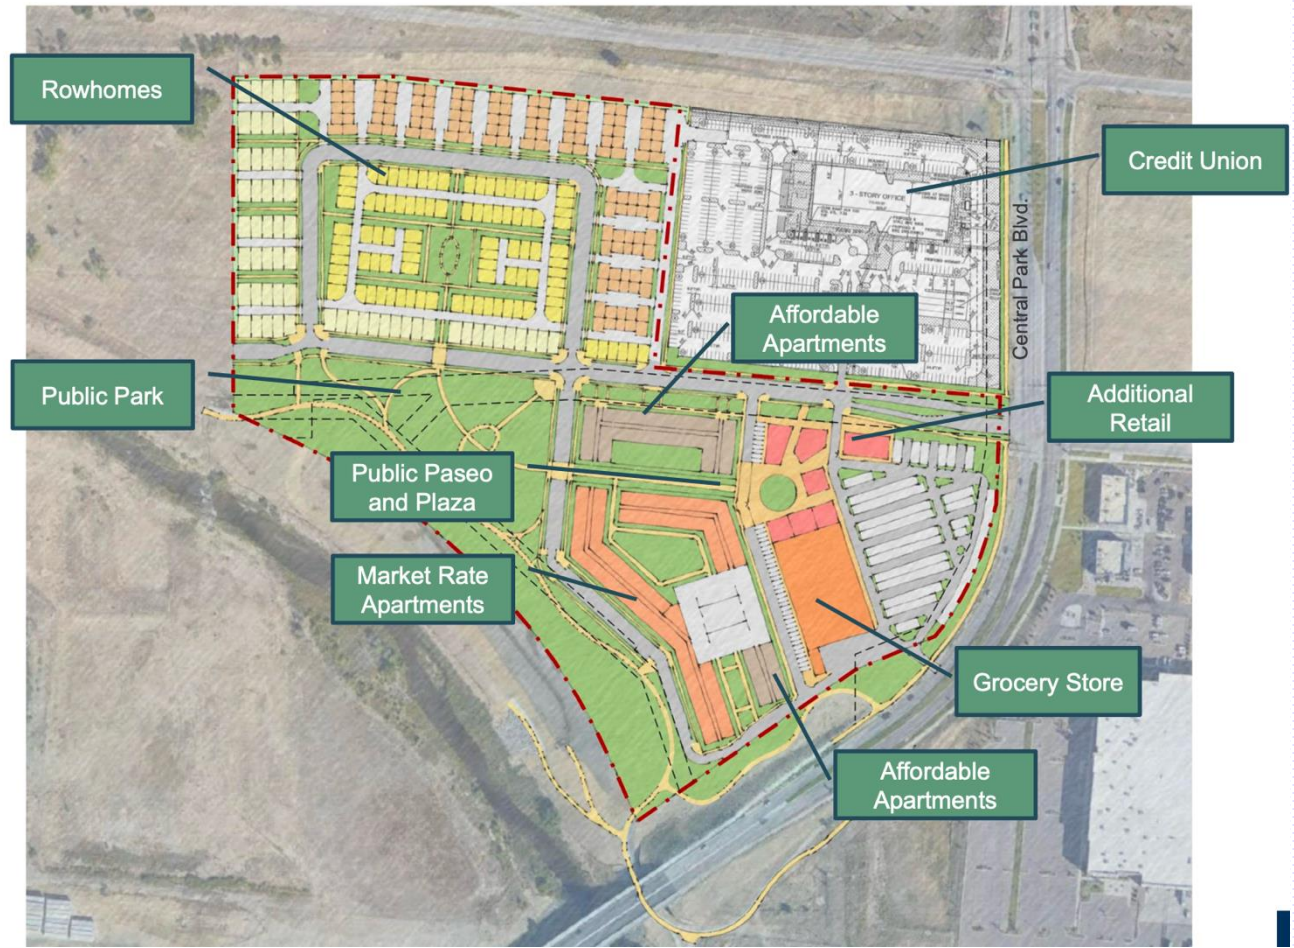 Rowhomes
Credit Union
3 - STORY OFFICE
Central Park Blvd.
Affordable
Apartments
Public Park
Additional
Retail
Public Paseo
and Plaza
Market Rate
Apartments
Grocery Store
Affordable
Apartments